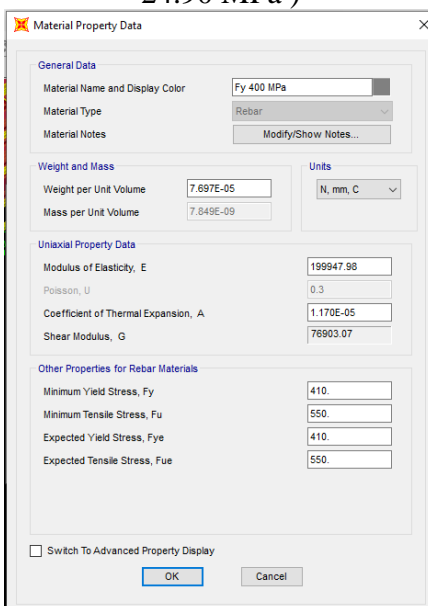 24.90 MPa )
Material Property Data
General Data
Material Name and Display Color Fy 400 MPa
Material Type Rebar
Material Notes Modify/Show Notes...
Weight and Mass Units
Weight per Unit Volume 7.697E-05 N, mm, C
Mass per Unit Volume 7.849E-09
Uniaxial Property Data
Modulus of Elasticity, E 199947.98
Poisson, U 0.3
Coefficient of Thermal Expansion, A 1.170E-05
Shear Modulus, G 76903.07
Other Properties for Rebar Materials
Minimum Yield Stress, Fy 410.
Minimum Tensile Stress, Fu 550.
Expected Yield Stress, Fye 410.
Expected Tensile Stress, Fue 550.
Switch To Advanced Property Display
OK Cancel